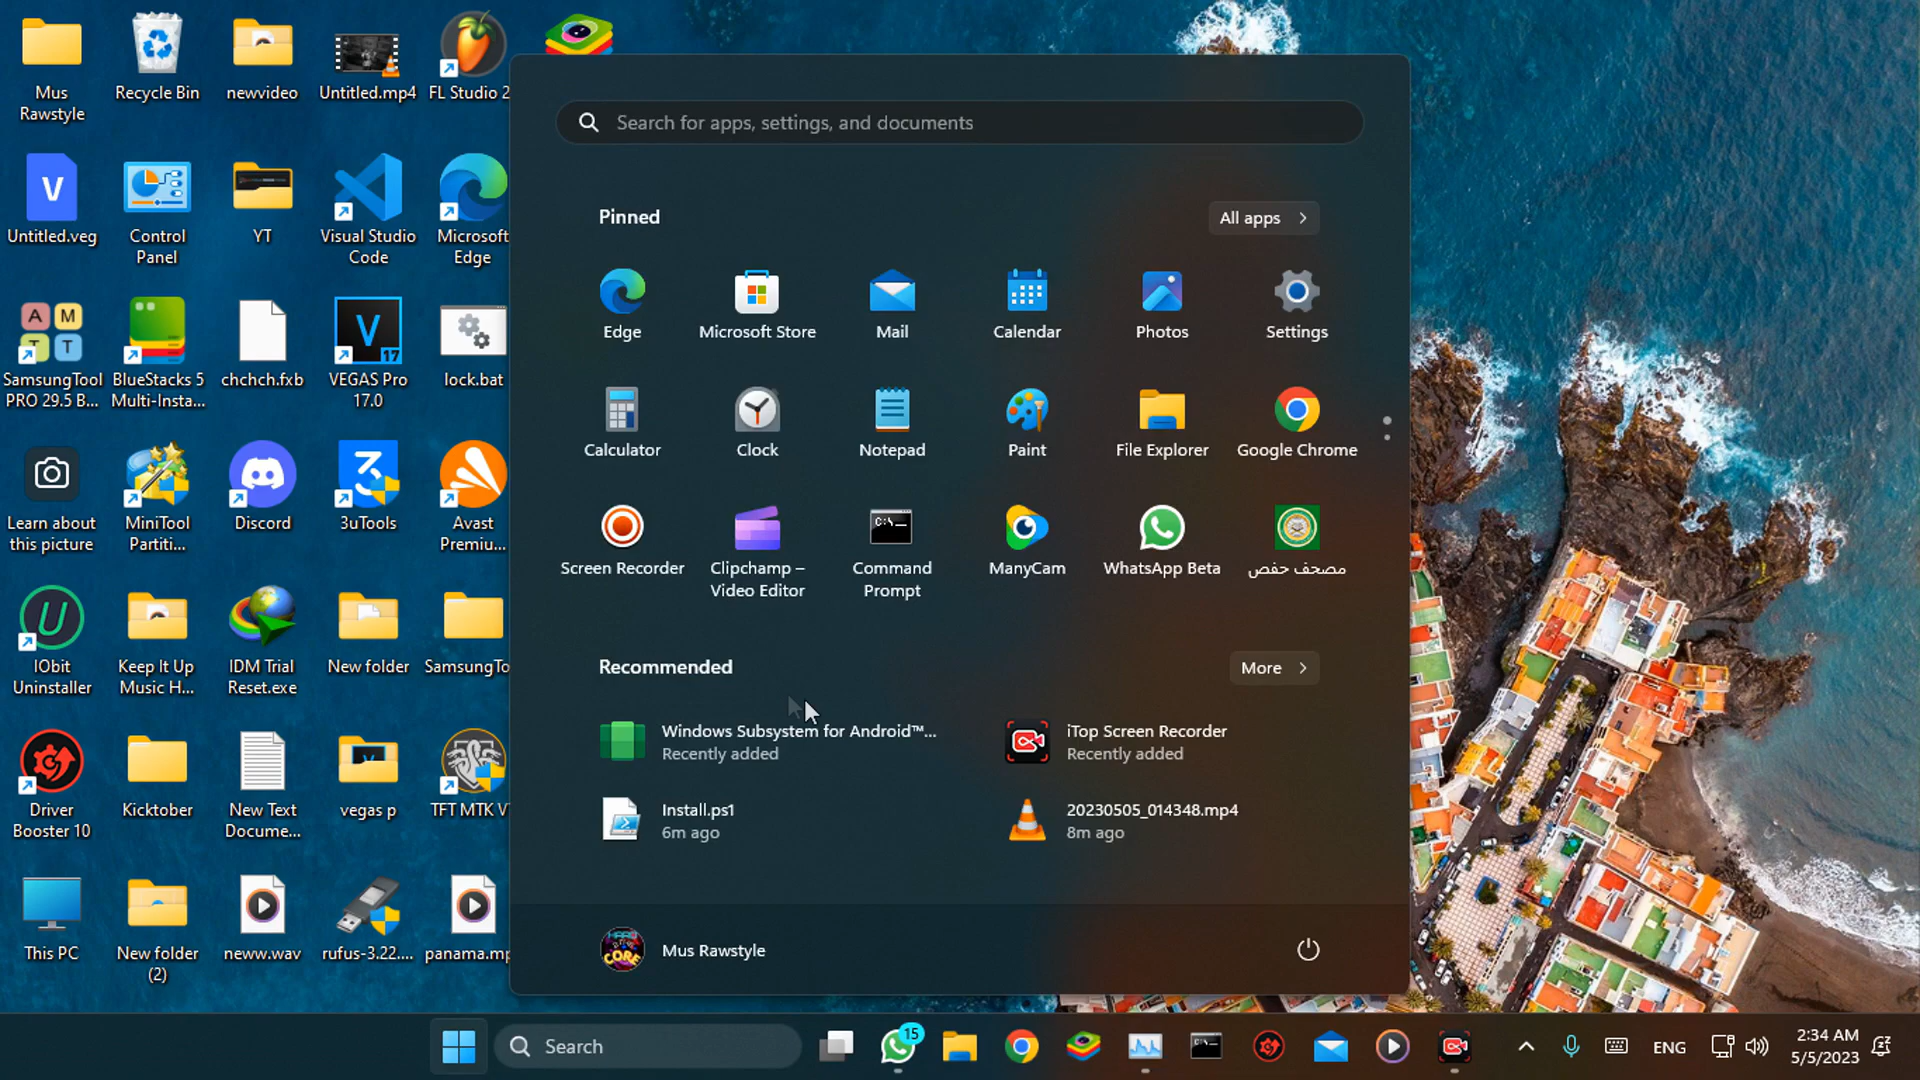 Mus
Rawstyle
Recycle Bin
newvideo
Untitled.mp4
FL Studio 2
Untitled.veg
Control
Panel
YT
Visual Studio
Code
Microsoft
Edge
A
M
T
T
SamsungTool
PRO 29.5 B...
BlueStacks 5
Multi-Insta...
chchch.fxb
V
17
VEGAS Pro
17.0
lock.bat
Learn about
this picture
MiniTool
Partiti...
Discord
3uTools
Avast
Premiu...
IObit
Uninstaller
Keep It Up
Music H...
IDM Trial
Reset.exe
New folder
SamsungTo
Driver
Booster 10
Kicktober
New Text
Docume...
vegas p
TFT MTK V
This PC
New folder
(2)
neww.wav
rufus-3.22....
panama.mp
Search for apps, settings, and documents
Pinned
All apps
Edge
Microsoft Store
Mail
Calendar
Photos
Settings
Calculator
Clock
Notepad
Paint
File Explorer
Google Chrome
Screen Recorder
Clipchamp –
Video Editor
C:\
Command
Prompt
ManyCam
WhatsApp Beta
مصحف حفص
Recommended
More
Windows Subsystem for Android™...
Recently added
iTop Screen Recorder
Recently added
Install.ps1
6m ago
20230505_014348.mp4
8m ago
Mus Rawstyle
Search
15
ENG
2:34 AM
5/5/2023